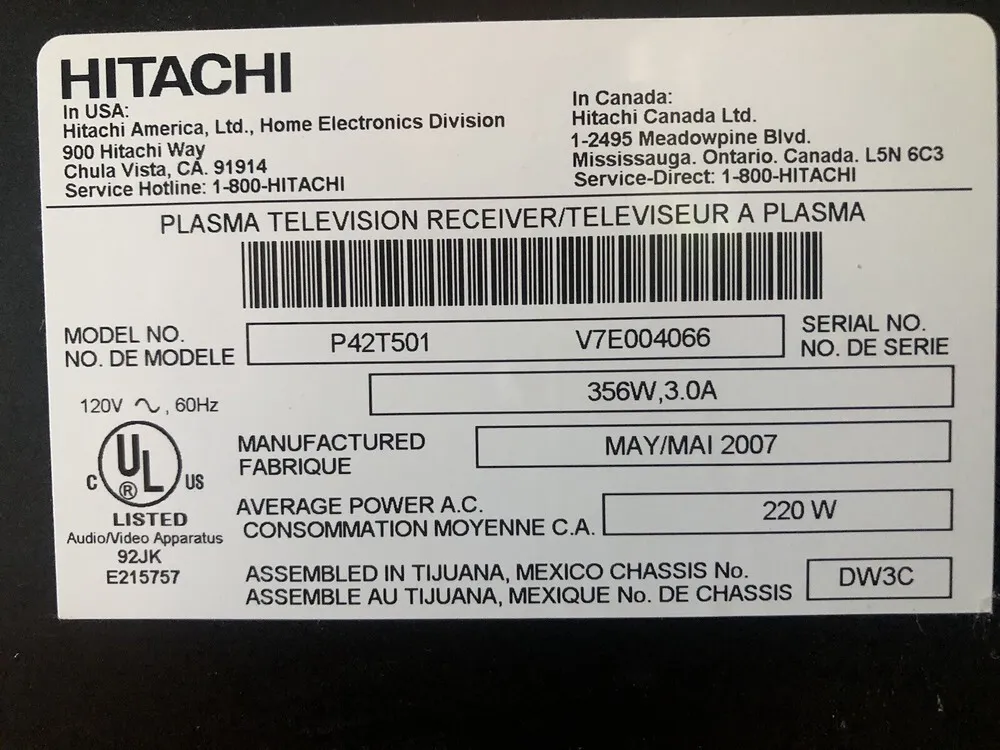 HITACHI
In USA:
Hitachi America, Ltd., Home Electronics Division
900 Hitachi Way
Chula Vista, CA. 91914
Service Hotline: 1-800-HITACHI
In Canada:
Hitachi Canada Ltd.
1-2495 Meadowpine Blvd.
Mississauga. Ontario. Canada. L5N 6C3
Service-Direct: 1-800-HITACHI
PLASMA TELEVISION RECEIVER/TELEVISEUR A PLASMA
MODEL NO.
NO. DE MODELE
P42T501 V7E004066
SERIAL NO.
NO. DE SERIE
120V ~, 60Hz
356W,3.0A
C UL ® US
LISTED
Audio/Video Apparatus
92JK
E215757
MANUFACTURED
FABRIQUE
MAY/MAI 2007
AVERAGE POWER A.C.
CONSOMMATION MOYENNE C.A.
220 W
ASSEMBLED IN TIJUANA, MEXICO CHASSIS No.
ASSEMBLE AU TIJUANA, MEXIQUE No. DE CHASSIS
DW3C